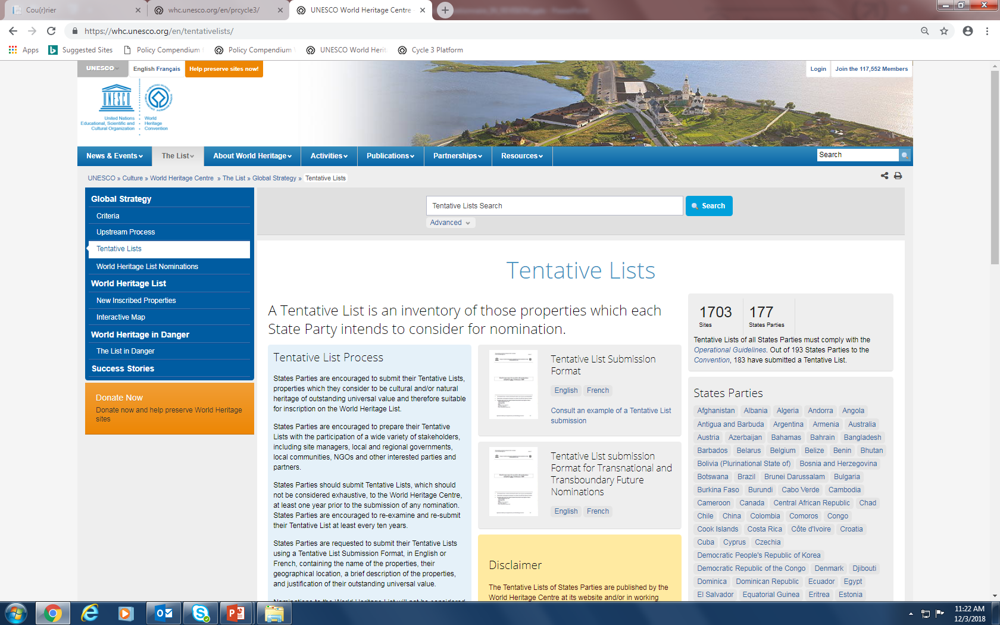 Cou(r)rier
whc.unesco.org/en/prcycle3/
UNESCO World Heritage Centre
https://whc.unesco.org/en/tentativelists/
Apps
Suggested Sites
Policy Compendium
Policy Compendium
UNESCO World Herit
Cycle 3 Platform
UNESCO
English Français
Help preserve sites now!
Login
Join the 117,552 Members
UNESCO
United Nations
Educational, Scientific and
Cultural Organization
World
Heritage
Convention
News & Events
The List
About World Heritage
Activities
Publications
Partnerships
Resources
Search
UNESCO » Culture » World Heritage Centre » The List » Global Strategy » Tentative Lists
Global Strategy
Criteria
Upstream Process
Tentative Lists
World Heritage List Nominations
World Heritage List
New Inscribed Properties
Interactive Map
World Heritage in Danger
The List in Danger
Success Stories
Donate Now
Donate now and help preserve World Heritage
sites
Tentative Lists Search
Search
Advanced
Tentative Lists
A Tentative List is an inventory of those properties which each
State Party intends to consider for nomination.
Tentative List Process
States Parties are encouraged to submit their Tentative Lists,
properties which they consider to be cultural and/or natural
heritage of outstanding universal value and therefore suitable
for inscription on the World Heritage List.
States Parties are encouraged to prepare their Tentative
Lists with the participation of a wide variety of stakeholders,
including site managers, local and regional governments,
local communities, NGOs and other interested parties and
partners.
States Parties should submit Tentative Lists, which should
not be considered exhaustive, to the World Heritage Centre,
at least one year prior to the submission of any nomination.
States Parties are encouraged to re-examine and re-submit
their Tentative List at least every ten years.
States Parties are requested to submit their Tentative Lists
using a Tentative List Submission Format, in English or
French, containing the name of the properties, their
geographical location, a brief description of the properties,
and justification of their outstanding universal value.
Nominations to the World Heritage List will not be considered
Tentative List Submission
Format
English French
Consult an example of a Tentative List
submission
Tentative List submission
Format for Transnational and
Transboundary Future
Nominations
English French
Disclaimer
The Tentative Lists of States Parties are published by the
World Heritage Centre at its website and/or in working
1703 177
Sites States Parties
Tentative Lists of all States Parties must comply with the
Operational Guidelines. Out of 193 States Parties to the
Convention, 183 have submitted a Tentative List.
States Parties
Afghanistan Albania Algeria Andorra Angola
Antigua and Barbuda Argentina Armenia Australia
Austria Azerbaijan Bahamas Bahrain Bangladesh
Barbados Belarus Belgium Belize Benin Bhutan
Bolivia (Plurinational State of) Bosnia and Herzegovina
Botswana Brazil Brunei Darussalam Bulgaria
Burkina Faso Burundi Cabo Verde Cambodia
Cameroon Canada Central African Republic Chad
Chile China Colombia Comoros Congo
Cook Islands Costa Rica Côte d'Ivoire Croatia
Cuba Cyprus Czechia
Democratic People's Republic of Korea
Democratic Republic of the Congo Denmark Djibouti
Dominica Dominican Republic Ecuador Egypt
El Salvador Equatorial Guinea Eritrea Estonia
11:22 AM
12/3/2018